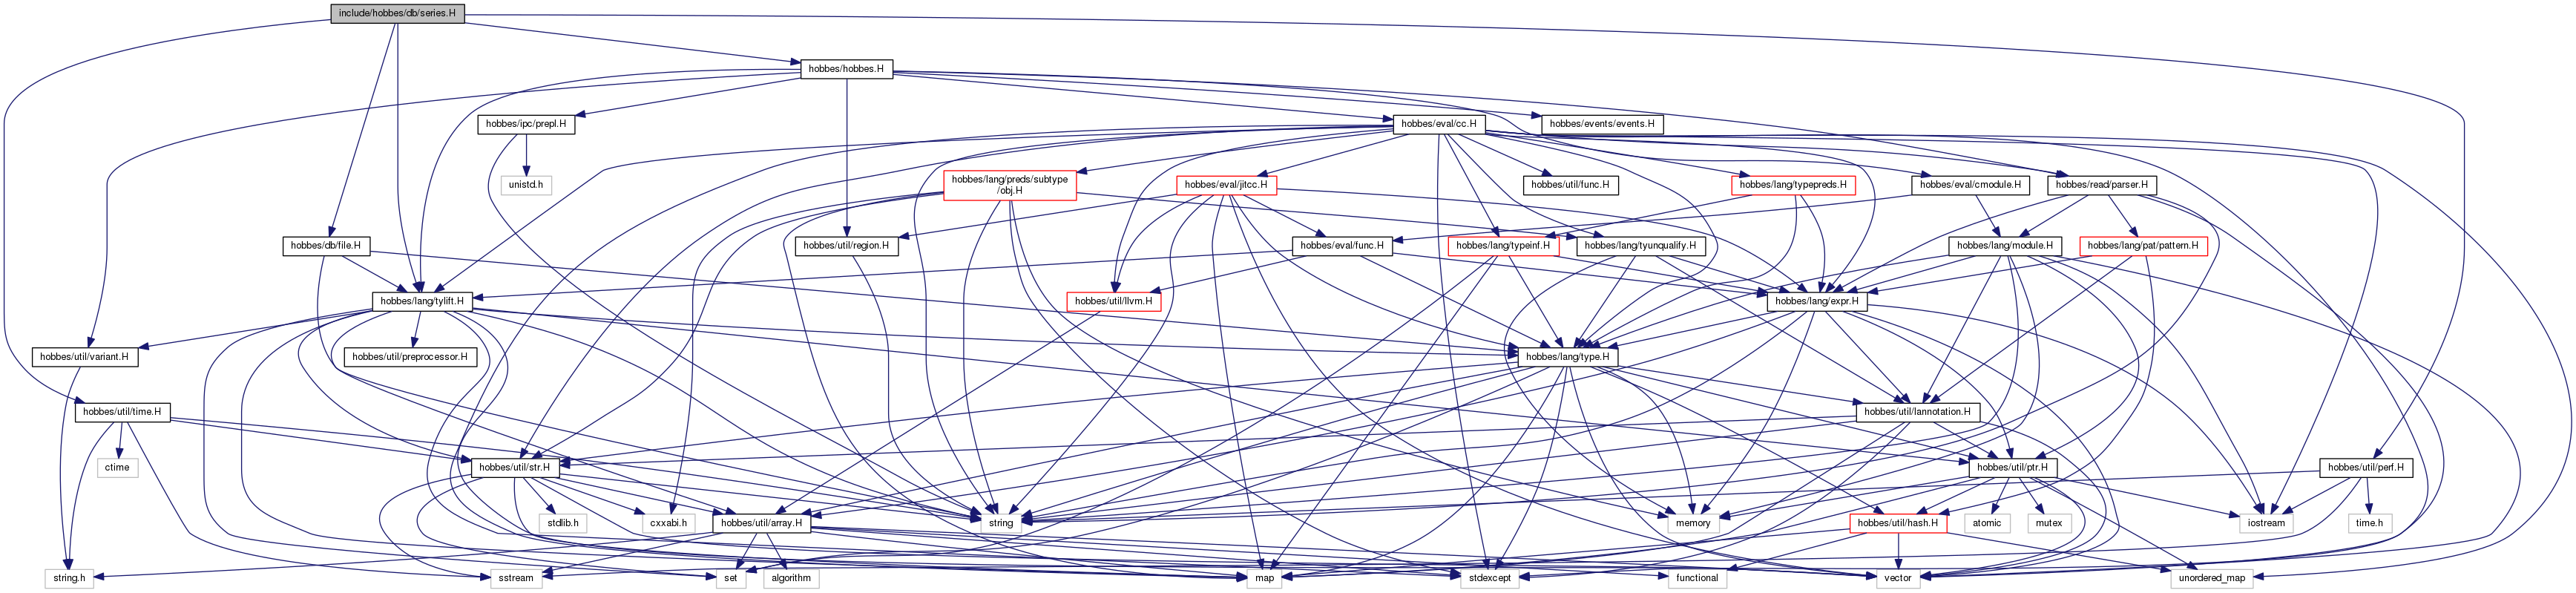 include/hobbes/db/series.H
hobbes/hobbes.H
hobbes/ipc/prepl.H
hobbes/eval/cc.H
hobbes/events/events.H
unistd.h
hobbes/lang/preds/subtype
/obj.H
hobbes/eval/jitcc.H
hobbes/util/func.H
hobbes/lang/typepreds.H
hobbes/eval/cmodule.H
hobbes/read/parser.H
hobbes/db/file.H
hobbes/util/region.H
hobbes/eval/func.H
hobbes/lang/typeinf.H
hobbes/lang/tyunqualify.H
hobbes/lang/module.H
hobbes/lang/pat/pattern.H
hobbes/lang/tylift.H
hobbes/util/llvm.H
hobbes/lang/expr.H
hobbes/util/variant.H
hobbes/util/preprocessor.H
hobbes/lang/type.H
hobbes/util/time.H
hobbes/util/lannotation.H
ctime
hobbes/util/str.H
hobbes/util/ptr.H
hobbes/util/perf.H
stdlib.h
cxxabi.h
hobbes/util/array.H
string
memory
hobbes/util/hash.H
atomic
mutex
iostream
time.h
string.h
sstream
set
algorithm
map
stdexcept
functional
vector
unordered_map